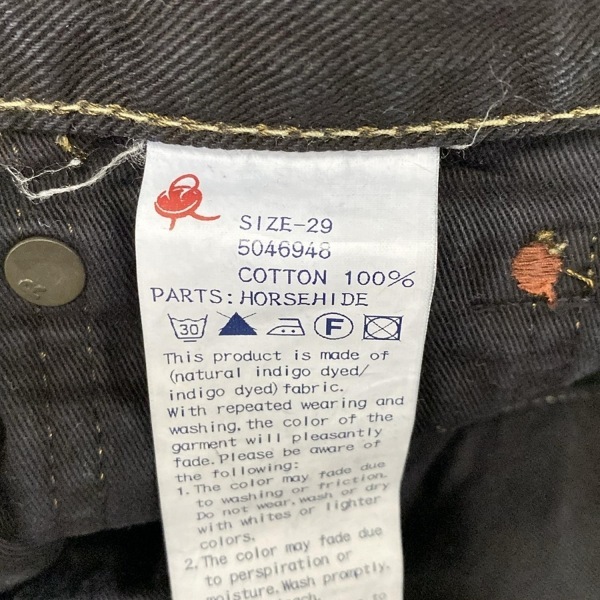 SIZE-29
5046948
COTTON 100%
PARTS:HORSEHIDE
30 F
This product is made of
(natural indigo dyed/
indigo dyed)fabric.
With repeated wearing and
washing,the color of the
garment will pleasantly
fade.Please be aware of
the following:
1.The color may fade due
to washing or friction.
Do not wear,wash or dry
with whites or lighter
colors.
2.The color may fade due
to perspiration or
moisture.Wash promptly.
to